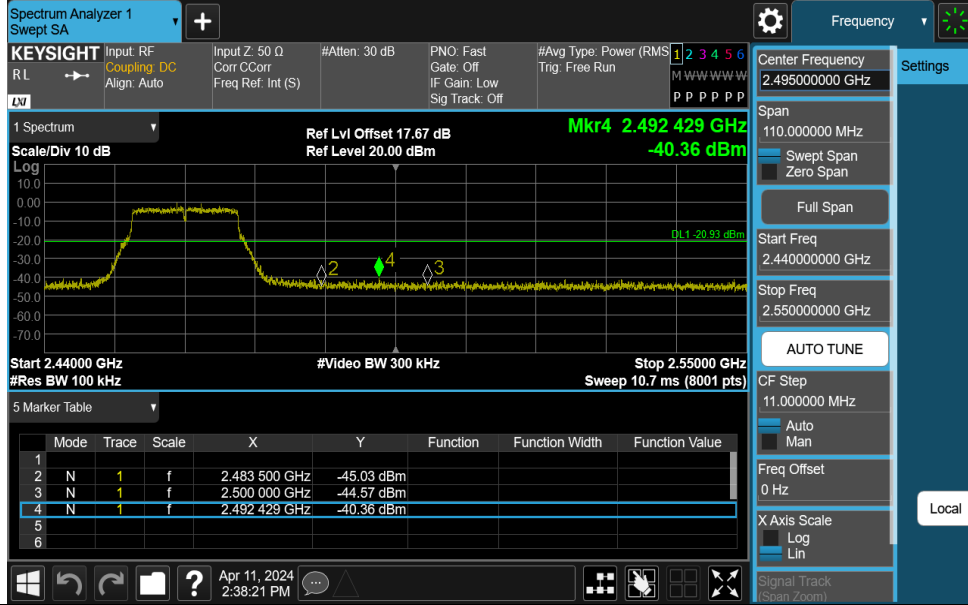 Spectrum Analyzer 1
Swept SA
+
Frequency
KEYSIGHT
R L
LXI
Input: RF
Coupling: DC
Align: Auto
Input Z: 50 Ω
Corr CCorr
Freq Ref: Int (S)
#Atten: 30 dB
PNO: Fast
Gate: Off
IF Gain: Low
Sig Track: Off
#Avg Type: Power (RMS
Trig: Free Run
1 2 3 4 5 6
M W W W W W
P P P P P P
1 Spectrum
Scale/Div 10 dB
Log
Ref Lvl Offset 17.67 dB
Ref Level 20.00 dBm
Mkr4 2.492 429 GHz
-40.36 dBm
10.0
0.00
-10.0
-20.0
-30.0
-40.0
-50.0
-60.0
-70.0
DL1 -20.93 dBm
2
4
3
Start 2.44000 GHz
#Video BW 300 kHz
Stop 2.55000 GHz
#Res BW 100 kHz
Sweep 10.7 ms (8001 pts)
5 Marker Table
Mode Trace Scale X Y Function Function Width Function Value
1
2 N 1 f 2.483 500 GHz -45.03 dBm
3 N 1 f 2.500 000 GHz -44.57 dBm
4 N 1 f 2.492 429 GHz -40.36 dBm
5
6
Center Frequency
2.495000000 GHz
Settings
Span
110.000000 MHz
Swept Span
Zero Span
Full Span
Start Freq
2.440000000 GHz
Stop Freq
2.550000000 GHz
AUTO TUNE
CF Step
11.000000 MHz
Auto
Man
Freq Offset
0 Hz
Local
X Axis Scale
Log
Lin
Signal Track
(Span Zoom)
?
Apr 11, 2024
2:38:21 PM